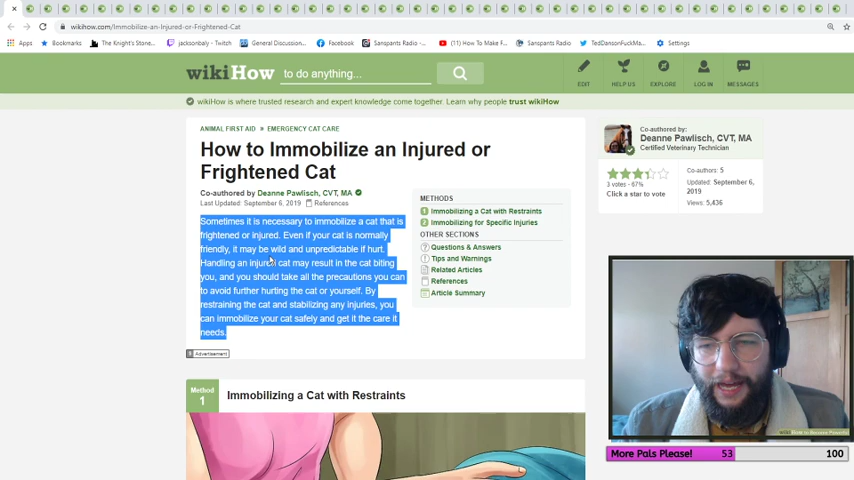 wikihow.com/Immobilize-an-Injured-or-Frightened-Cat
Apps
Bookmarks
The Knight's Stone...
jacksonbaly - Twitch
General Discussion...
Facebook
Sanspants Radio -...
(11) How To Make F...
Sanspants Radio
TedDansonFuckMa...
Settings
wikiHow
to do anything...
EDIT
HELP US
EXPLORE
LOG IN
MESSAGES
wikiHow is where trusted research and expert knowledge come together. Learn why people trust wikiHow
ANIMAL FIRST AID » EMERGENCY CAT CARE
How to Immobilize an Injured or
Frightened Cat
Co-authored by Deanne Pawlisch, CVT, MA
Last Updated: September 6, 2019 References
Sometimes it is necessary to immobilize a cat that is
frightened or injured. Even if your cat is normally
friendly, it may be wild and unpredictable if hurt.
Handling an injured cat may result in the cat biting
you, and you should take all the precautions you can
to avoid further hurting the cat or yourself. By
restraining the cat and stabilizing any injuries, you
can immobilize your cat safely and get it the care it
needs.
Advertisement
METHODS
1 Immobilizing a Cat with Restraints
2 Immobilizing for Specific Injuries
OTHER SECTIONS
Questions & Answers
Tips and Warnings
Related Articles
References
Article Summary
Co-authored by:
Deanne Pawlisch, CVT, MA
Certified Veterinary Technician
3 votes - 67%
Click a star to vote
Co-authors: 5
Updated: September 6,
2019
Views: 5,436
Method
1
Immobilizing a Cat with Restraints
More Pals Please!
53
100